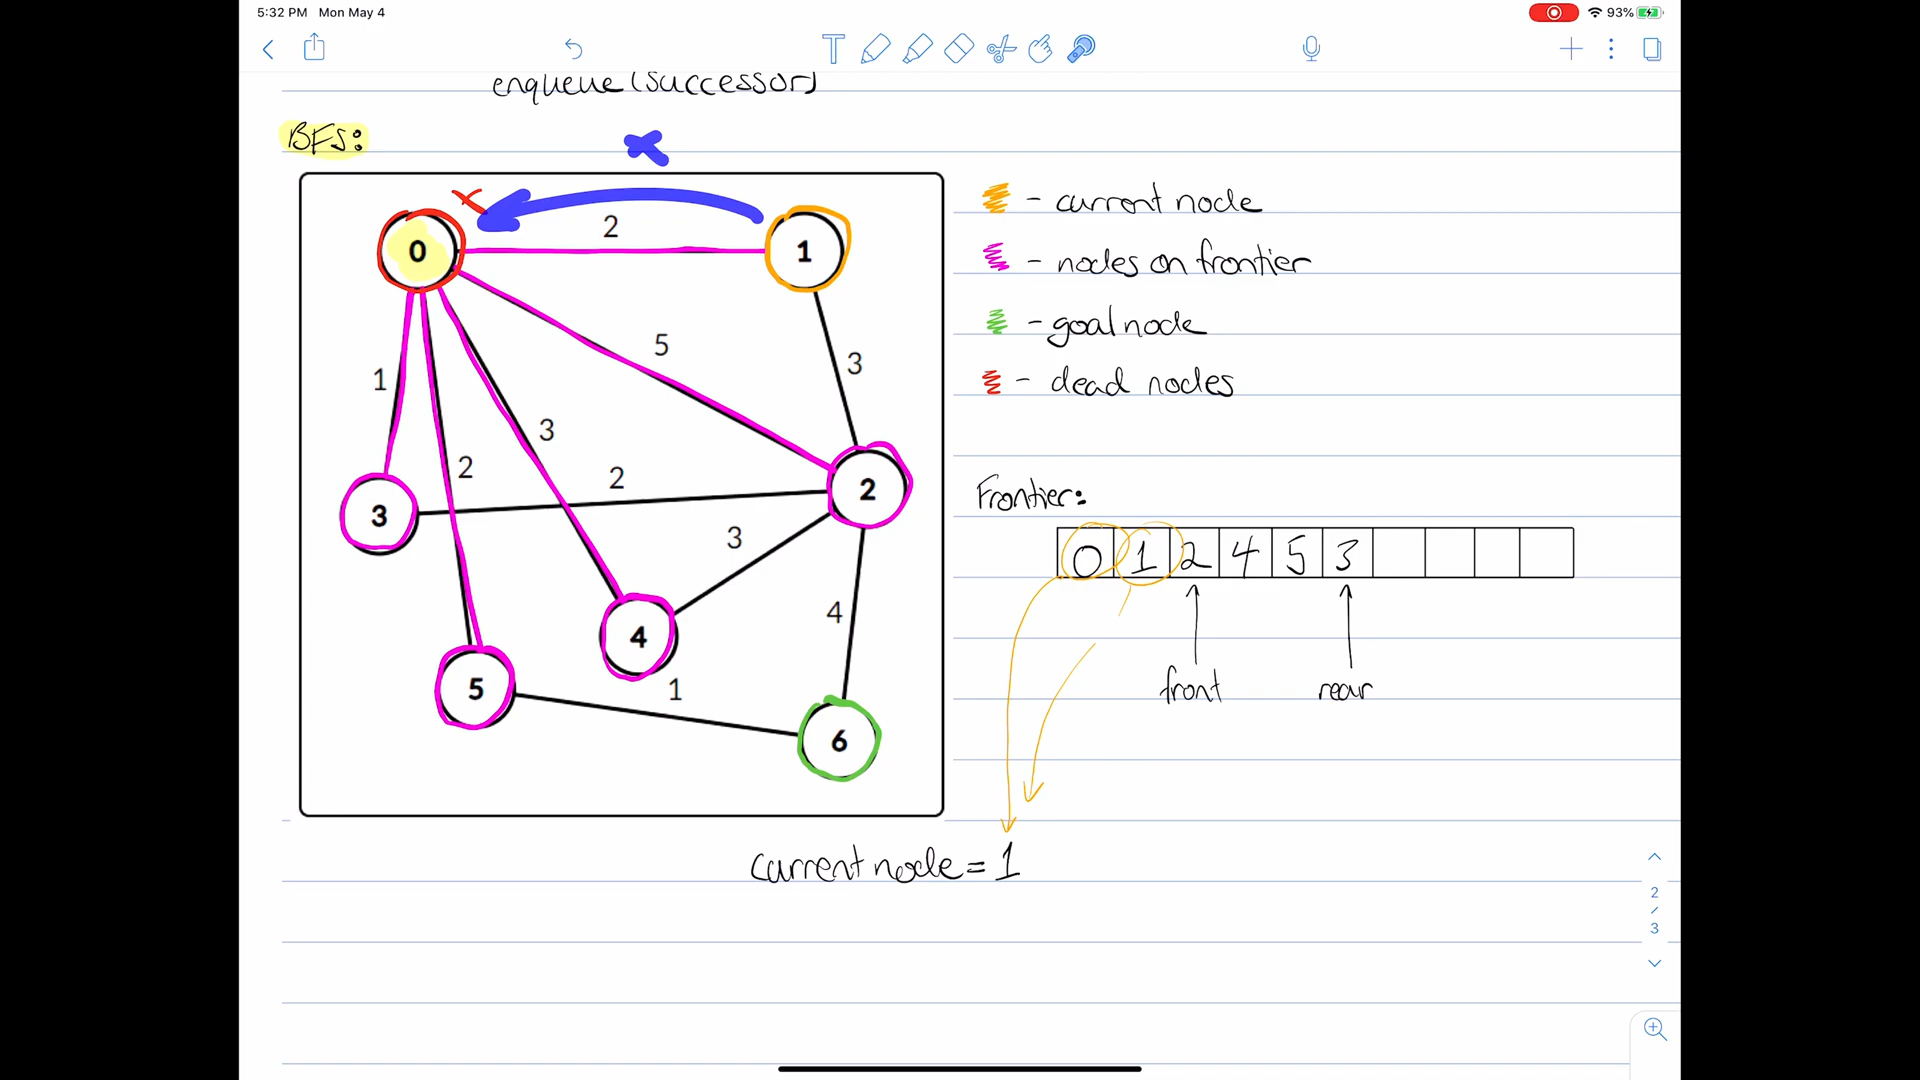 5:32 PM Mon May 4
93%
enqueue(successor)
BFS:
0
2
1
- current node
- nodes on frontier
- goal node
- dead nodes
5
3
1
3
2
2
2
3
3
4
4
5
1
6
Frontier:
0 1 2 4 5 3
front
rear
current node = 1
2
/
3